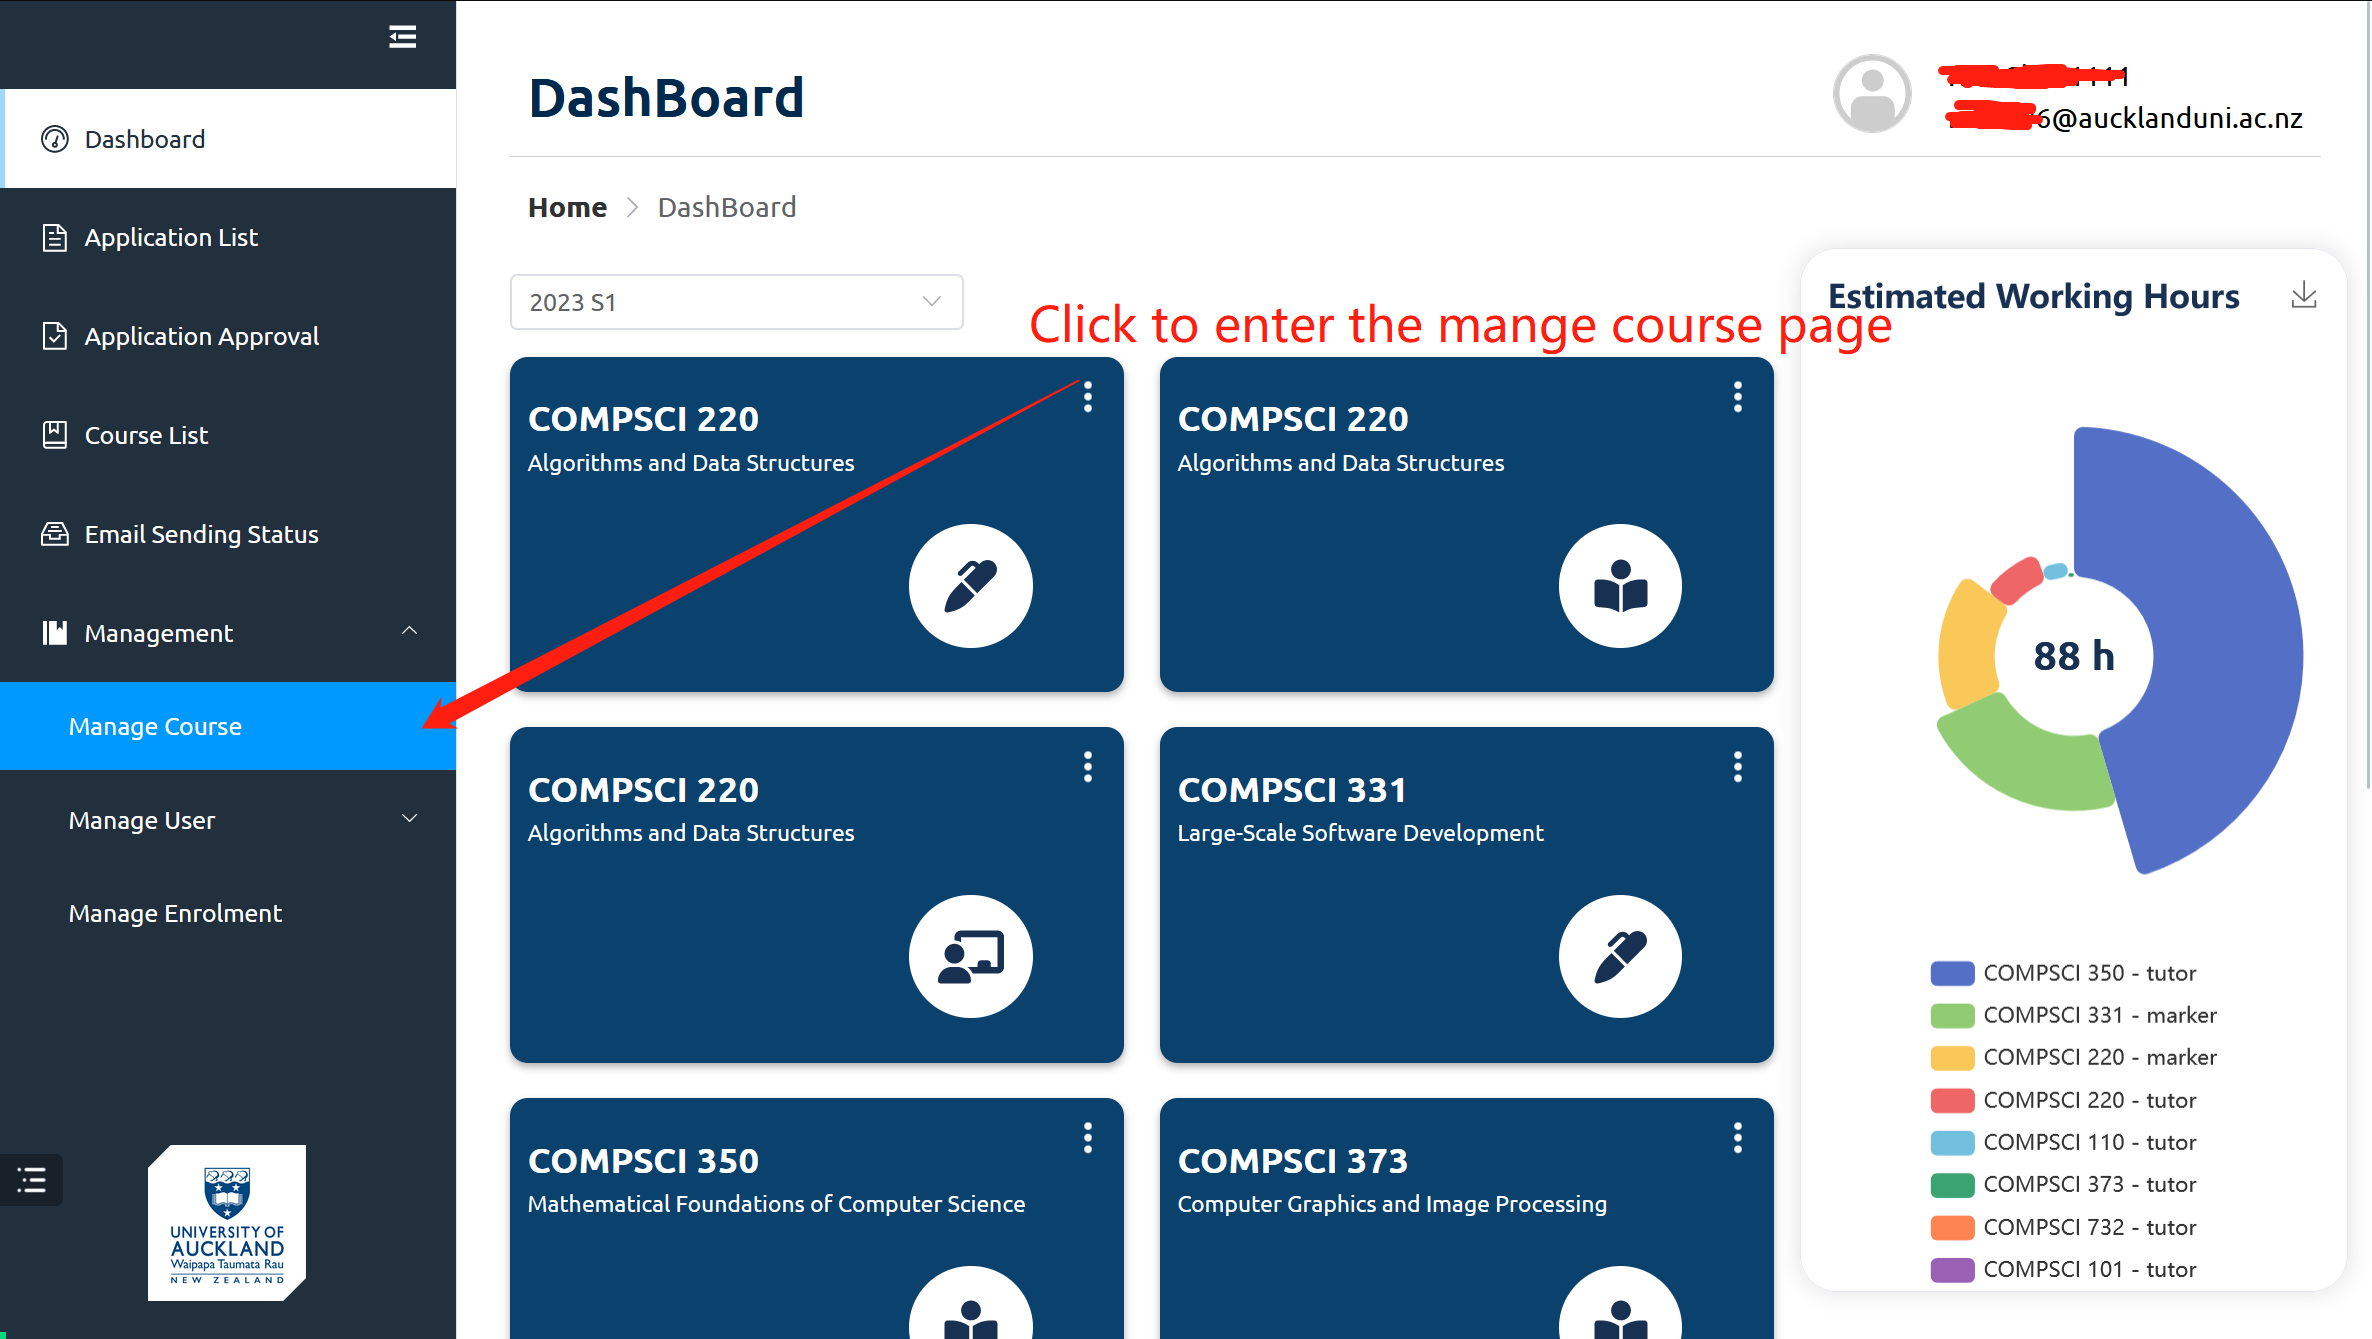 Dashboard
Application List
Application Approval
Course List
Email Sending Status
Management
Manage Course
Manage User
Manage Enrolment
UNIVERSITY OF
AUCKLAND
Waipapa Taumata Rau
NEW ZEALAND
DashBoard
6@aucklanduni.ac.nz
Home > DashBoard
2023 S1
Click to enter the mange course page
COMPSCI 220
Algorithms and Data Structures
COMPSCI 220
Algorithms and Data Structures
COMPSCI 220
Algorithms and Data Structures
COMPSCI 331
Large-Scale Software Development
COMPSCI 350
Mathematical Foundations of Computer Science
COMPSCI 373
Computer Graphics and Image Processing
Estimated Working Hours
88 h
COMPSCI 350 - tutor
COMPSCI 331 - marker
COMPSCI 220 - marker
COMPSCI 220 - tutor
COMPSCI 110 - tutor
COMPSCI 373 - tutor
COMPSCI 732 - tutor
COMPSCI 101 - tutor